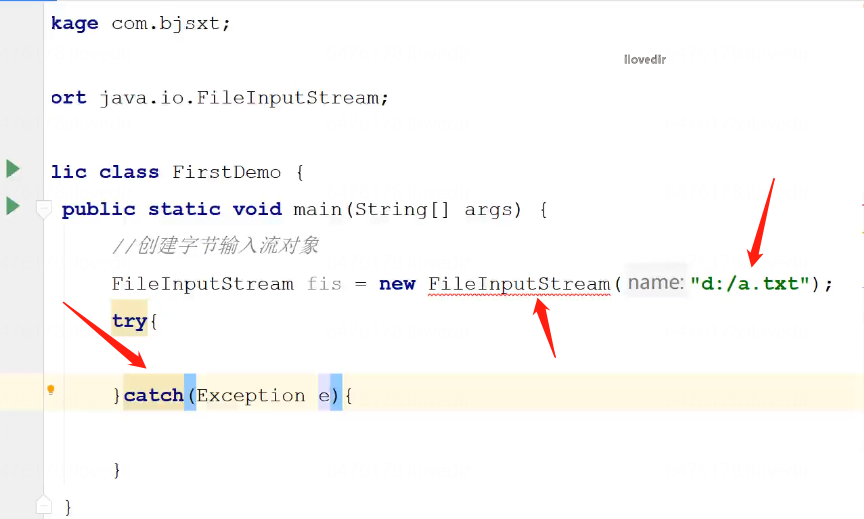 kage com.bjsxt;
ilovedlr
ort java.io.FileInputStream;
lic class FirstDemo {
public static void main(String[] args) {
//创建字节输入流对象
FileInputStream fis = new FileInputStream( name: "d:/a.txt");
try{
}catch(Exception e){
}
}